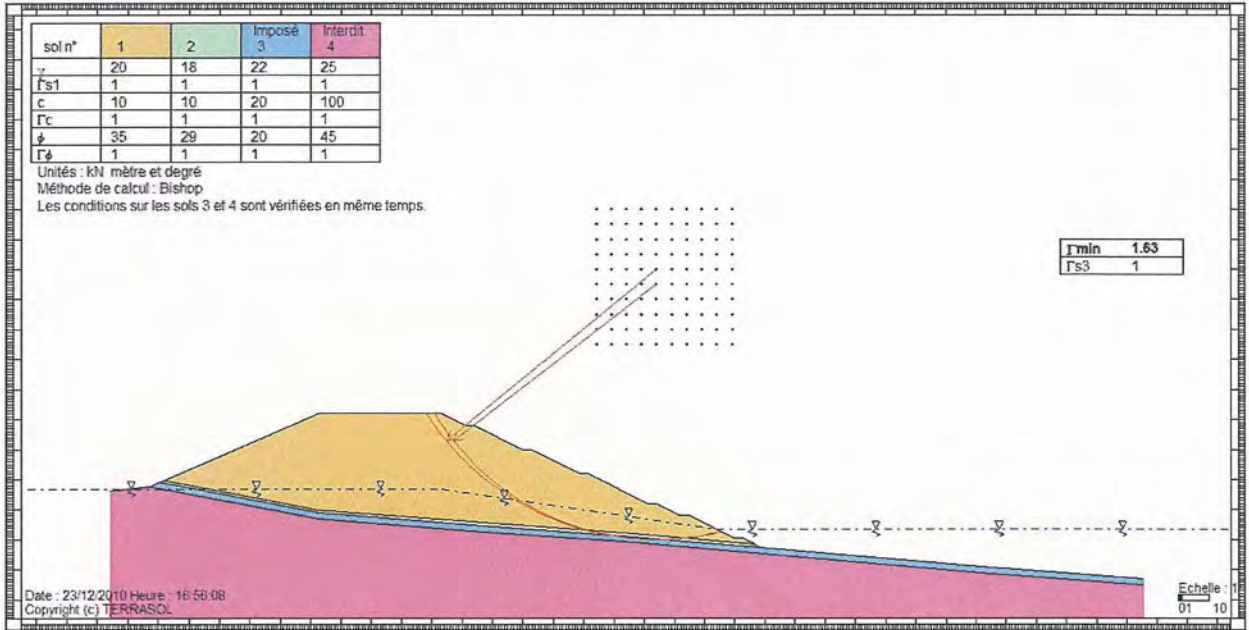 sol n° 1 2 Imposé 3 Interdit 4
γ 20 18 22 25
Γs1 1 1 1 1
c 10 10 20 100
Γc 1 1 1 1
ϕ 35 29 20 45
Γϕ 1 1 1 1
Unités : kN mètre et degré
Méthode de calcul : Bishop
Les conditions sur les sols 3 et 4 sont vérifiées en même temps.
Γmin 1.63
Γs3 1
Date : 23/12/2010 Heure : 16:56:08
Copyright (c) TERRASOL
Echelle :
01 10